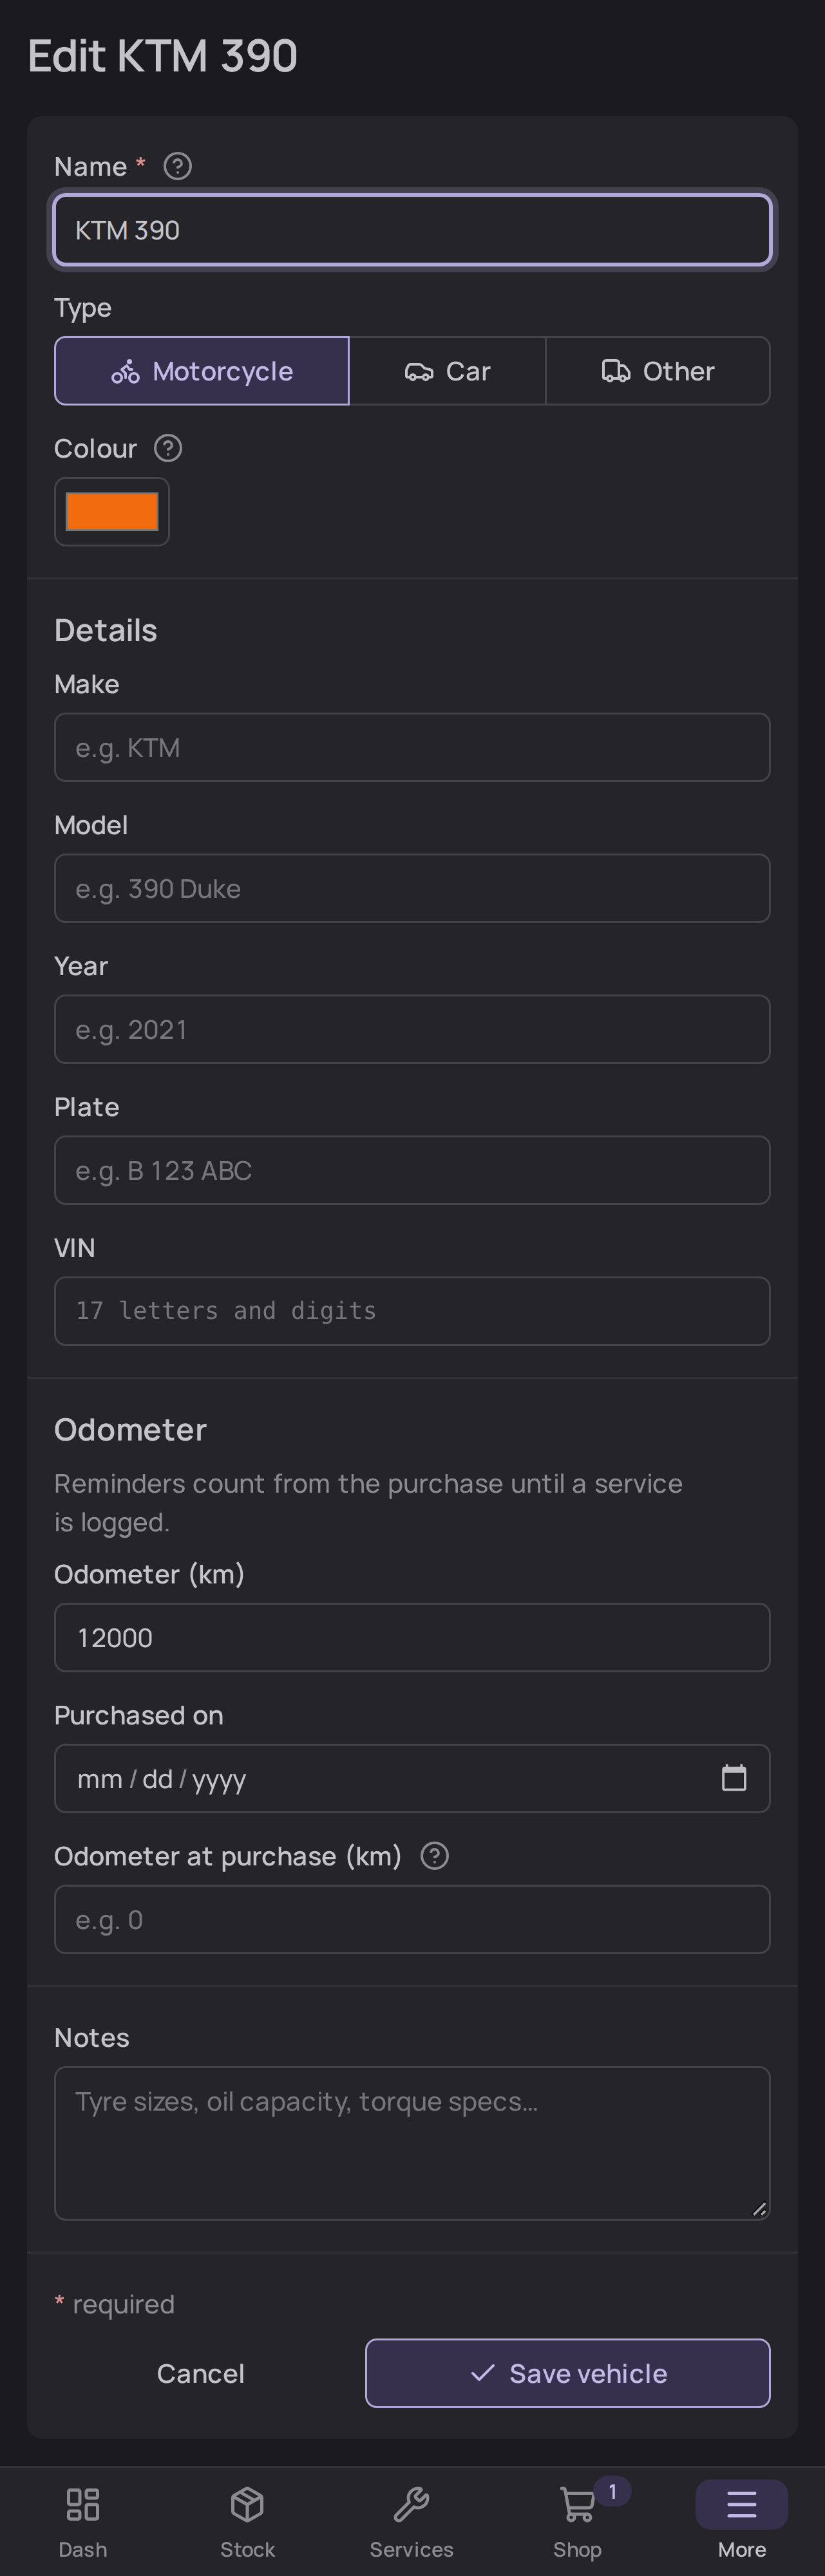 Edit KTM 390
Name *
KTM 390
Type
Motorcycle
Car
Other
Colour
Details
Make
e.g. KTM
Model
e.g. 390 Duke
Year
e.g. 2021
Plate
e.g. B 123 ABC
VIN
17 letters and digits
Odometer
Reminders count from the purchase until a service
is logged.
Odometer (km)
12000
Purchased on
mm / dd / yyyy
Odometer at purchase (km)
e.g. 0
Notes
Tyre sizes, oil capacity, torque specs…
* required
Cancel
Save vehicle
1
Dash
Stock
Services
Shop
More